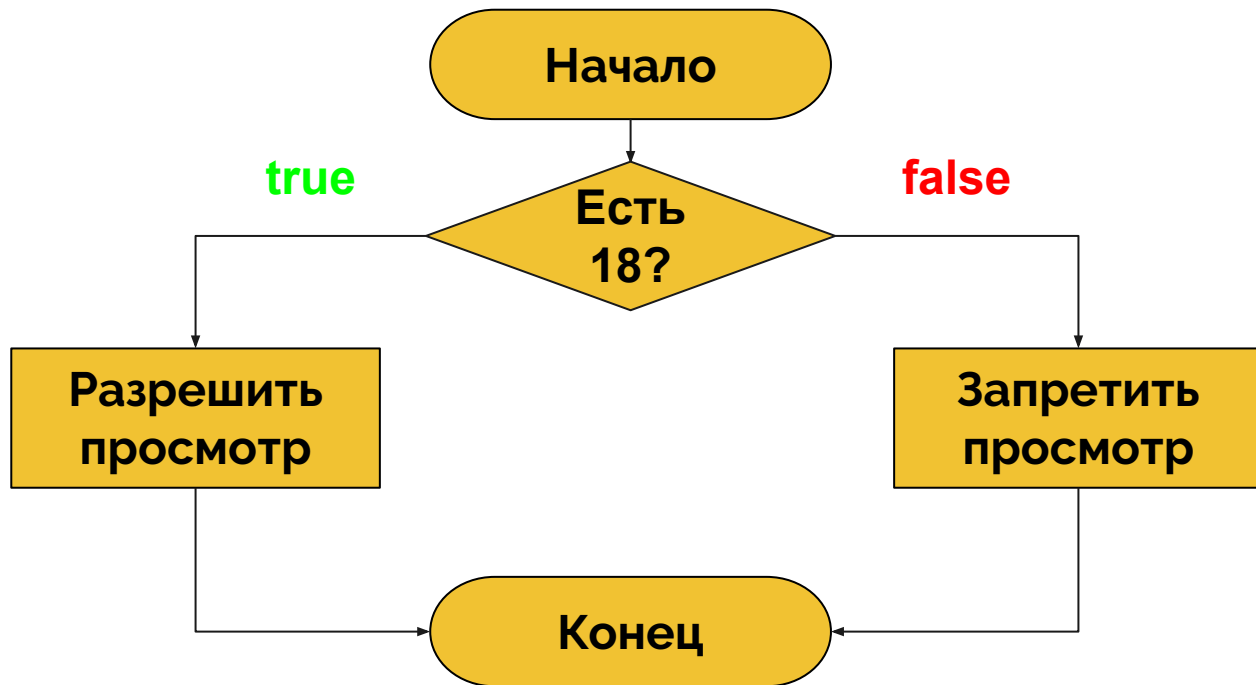 Начало
true
false
Есть
18?
Разрешить
просмотр
Запретить
просмотр
Конец